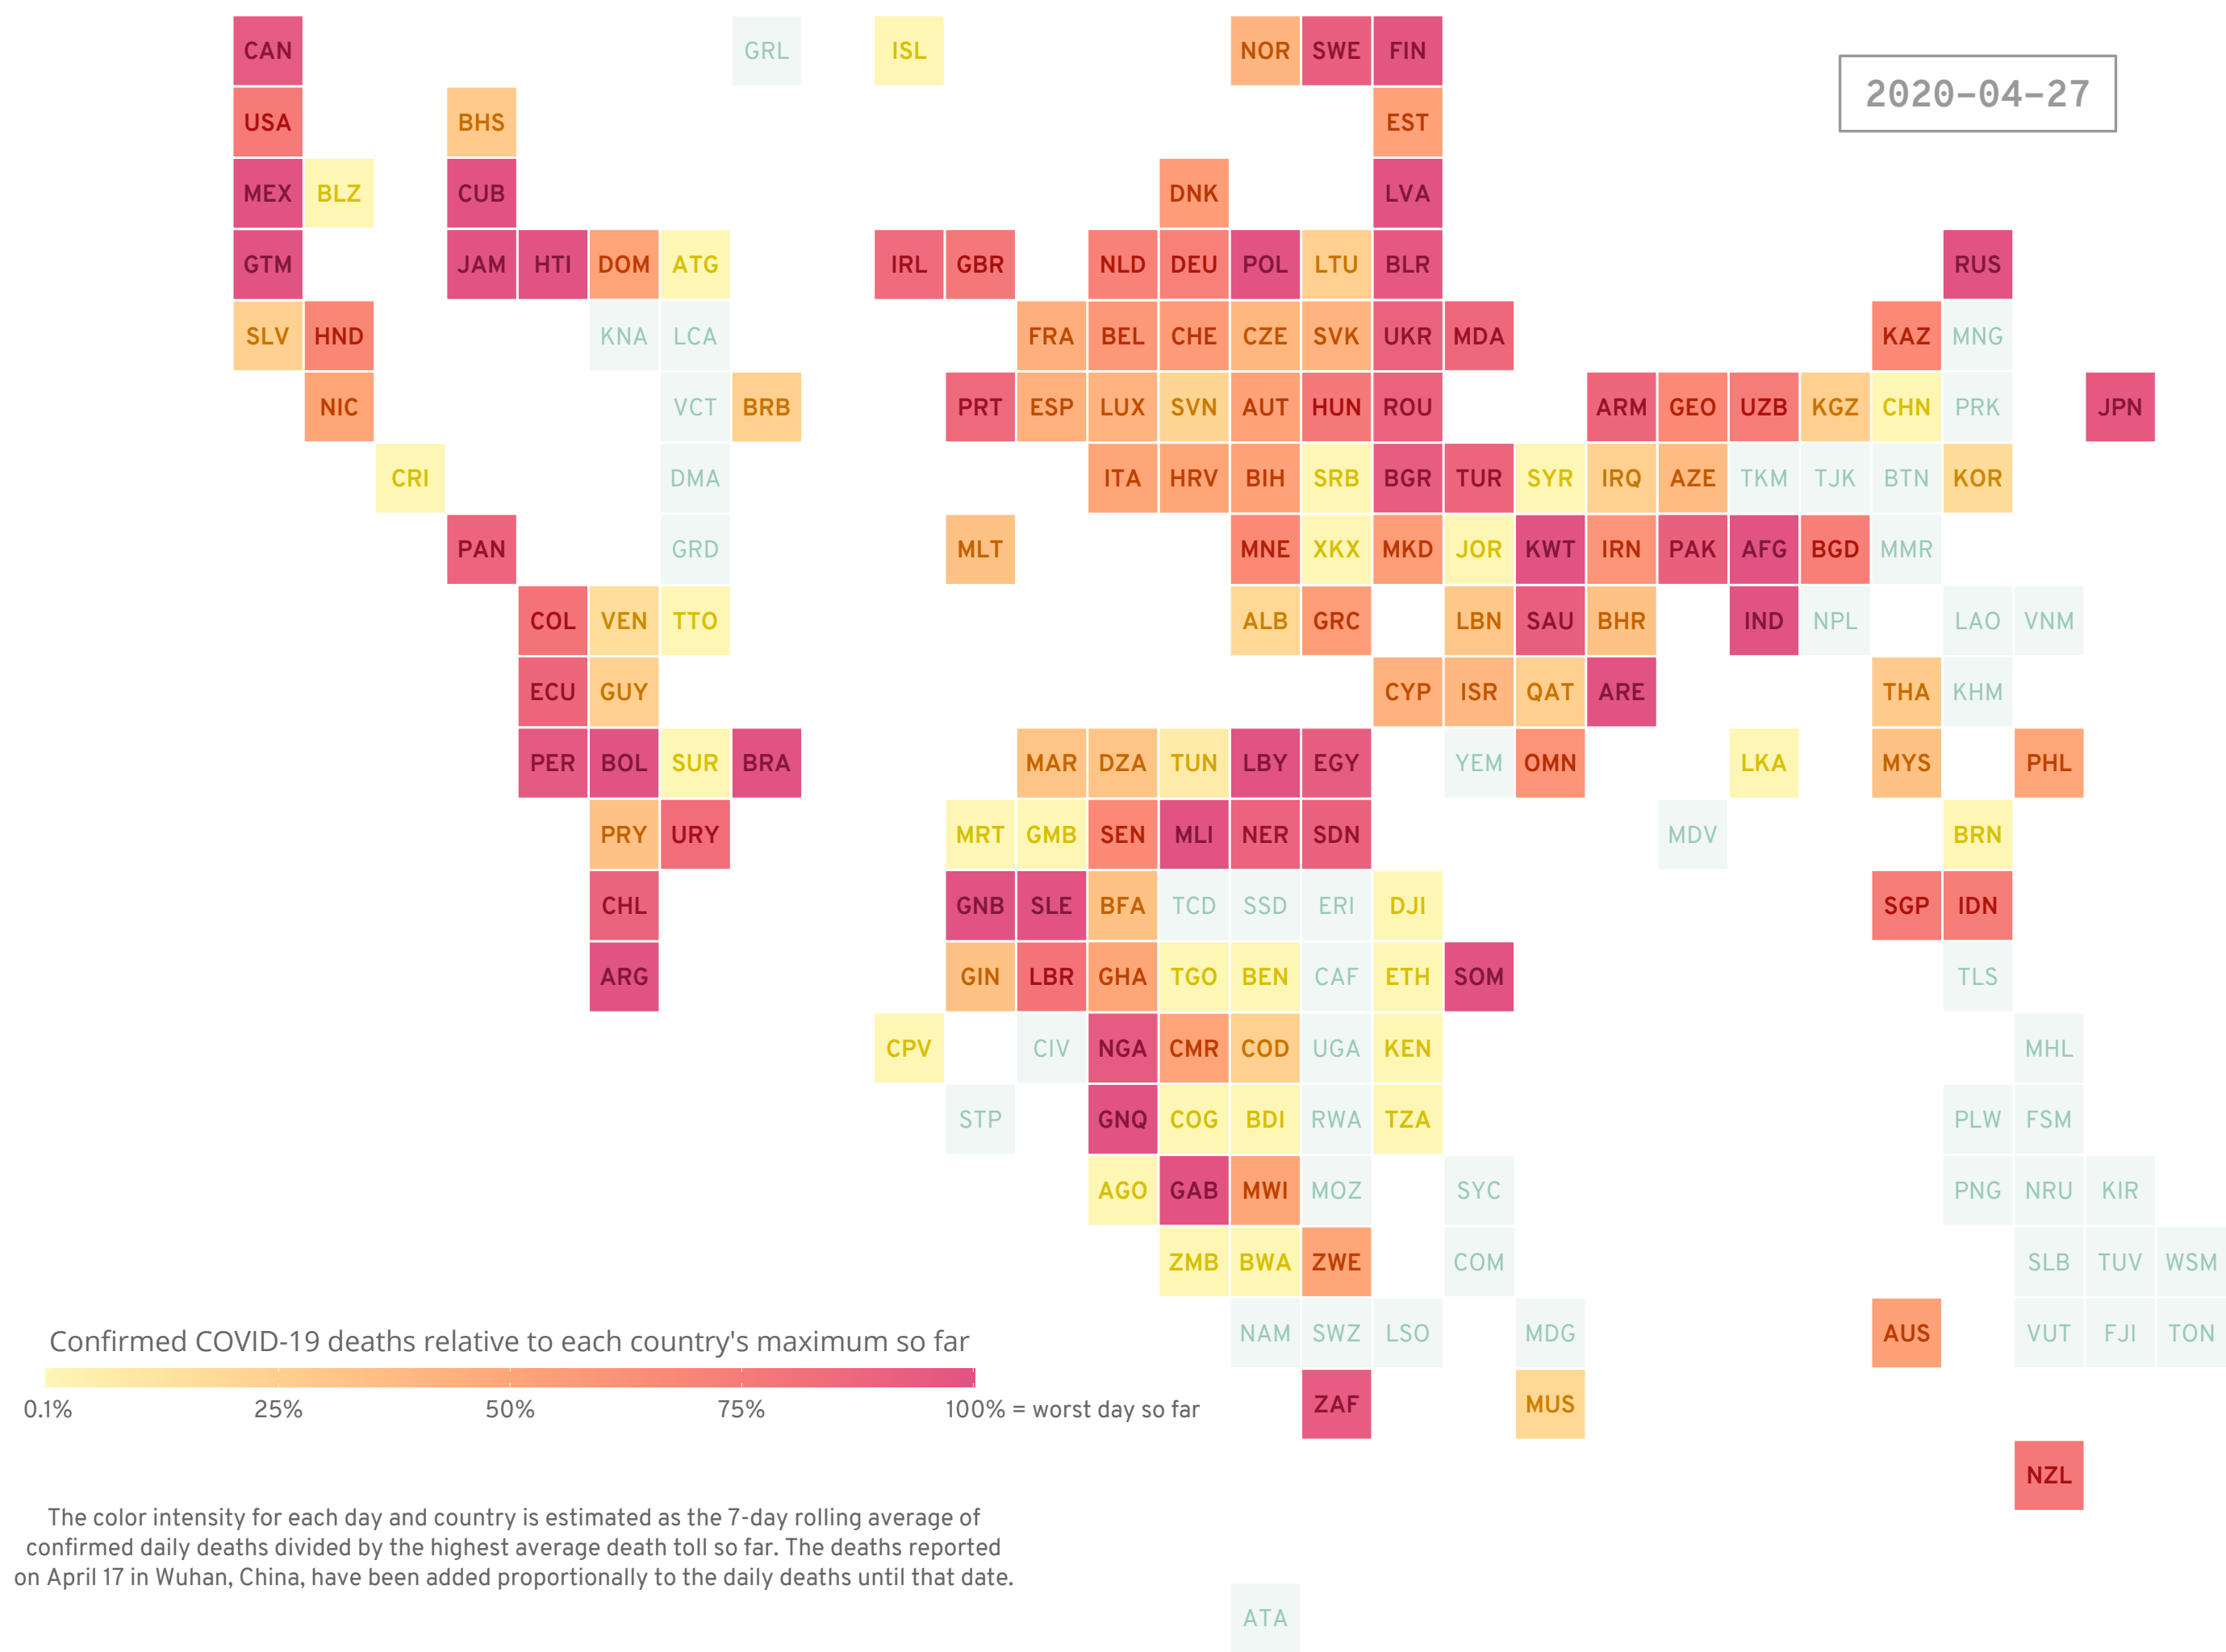 CAN GRL ISL NOR SWE FIN
2020-04-27
USA BHS EST
MEX BLZ CUB DNK LVA
GTM JAM HTI DOM ATG IRL GBR NLD DEU POL LTU BLR RUS
SLV HND KNA LCA FRA BEL CHE CZE SVK UKR MDA KAZ MNG
NIC VCT BRB PRT ESP LUX SVN AUT HUN ROU ARM GEO UZB KGZ CHN PRK JPN
CRI DMA ITA HRV BIH SRB BGR TUR SYR IRQ AZE TKM TJK BTN KOR
PAN GRD MLT MNE XKX MKD JOR KWT IRN PAK AFG BGD MMR
COL VEN TTO ALB GRC LBN SAU BHR IND NPL LAO VNM
ECU GUY CYP ISR QAT ARE THA KHM
PER BOL SUR BRA MAR DZA TUN LBY EGY YEM OMN LKA MYS PHL
PRY URY MRT GMB SEN MLI NER SDN MDV BRN
CHL GNB SLE BFA TCD SSD ERI DJI SGP IDN
ARG GIN LBR GHA TGO BEN CAF ETH SOM TLS
CPV CIV NGA CMR COD UGA KEN MHL
STP GNQ COG BDI RWA TZA PLW FSM
AGO GAB MWI MOZ SYC PNG NRU KIR
ZMB BWA ZWE COM SLB TUV WSM
NAM SWZ LSO MDG AUS VUT FJI TON
Confirmed COVID-19 deaths relative to each country's maximum so far
0.1% 25% 50% 75% 100% = worst day so far
ZAF MUS
NZL
The color intensity for each day and country is estimated as the 7-day rolling average of
confirmed daily deaths divided by the highest average death toll so far. The deaths reported
on April 17 in Wuhan, China, have been added proportionally to the daily deaths until that date.
ATA